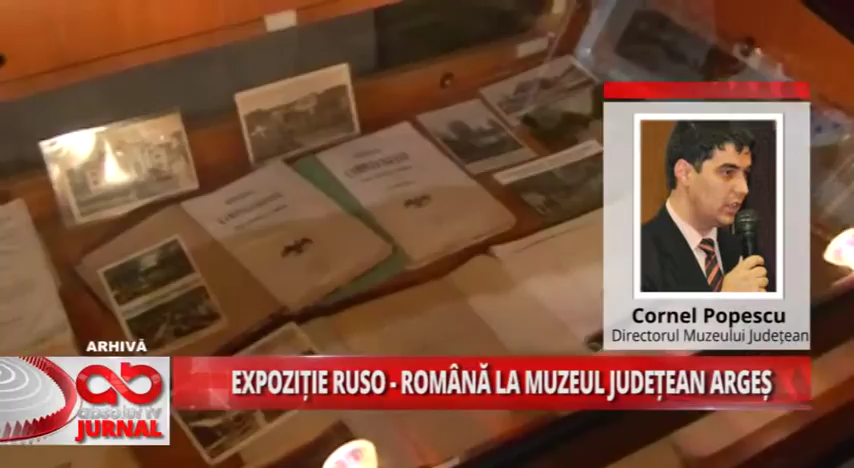 Cornel Popescu
Directorul Muzeului Județean
ARHIVĂ
EXPOZIȚIE RUSO - ROMÂNĂ LA MUZEUL JUDEȚEAN ARGEȘ
ab
absolut tv
JURNAL